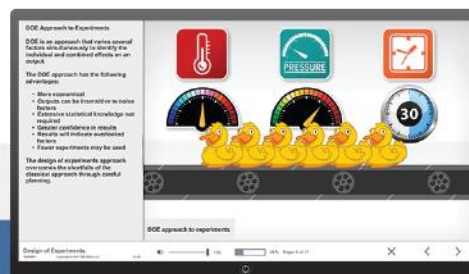 DOE Approach to Experiments
DOE is an approach that varies several
factors simultaneously to identify the
individual and combined effects on an
output.
The DOE approach has the following
advantages:
• More economical
• Outputs can be insensitive to noise
factors
• Extensive statistical knowledge not
required
• Greater confidence in results
• Results will indicate overlooked
factors
• Fewer experiments may be used
The design of experiments approach
overcomes the shortfalls of the
classical approach through careful
planning.
PRESSURE
30
DOE approach to experiments
Design of Experiments